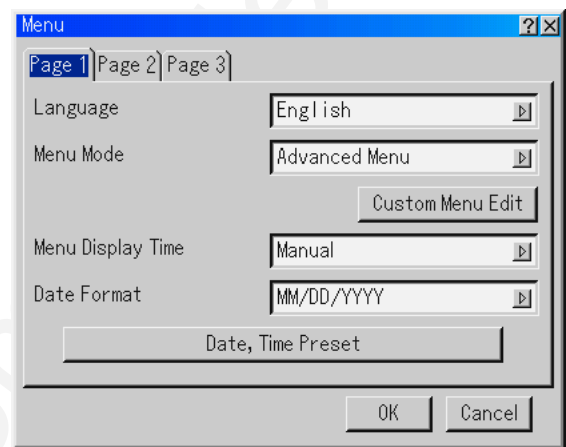 Menu
Page 1 Page 2 Page 3
Language English
Menu Mode Advanced Menu
Custom Menu Edit
Menu Display Time Manual
Date Format MM/DD/YYYY
Date, Time Preset
OK Cancel